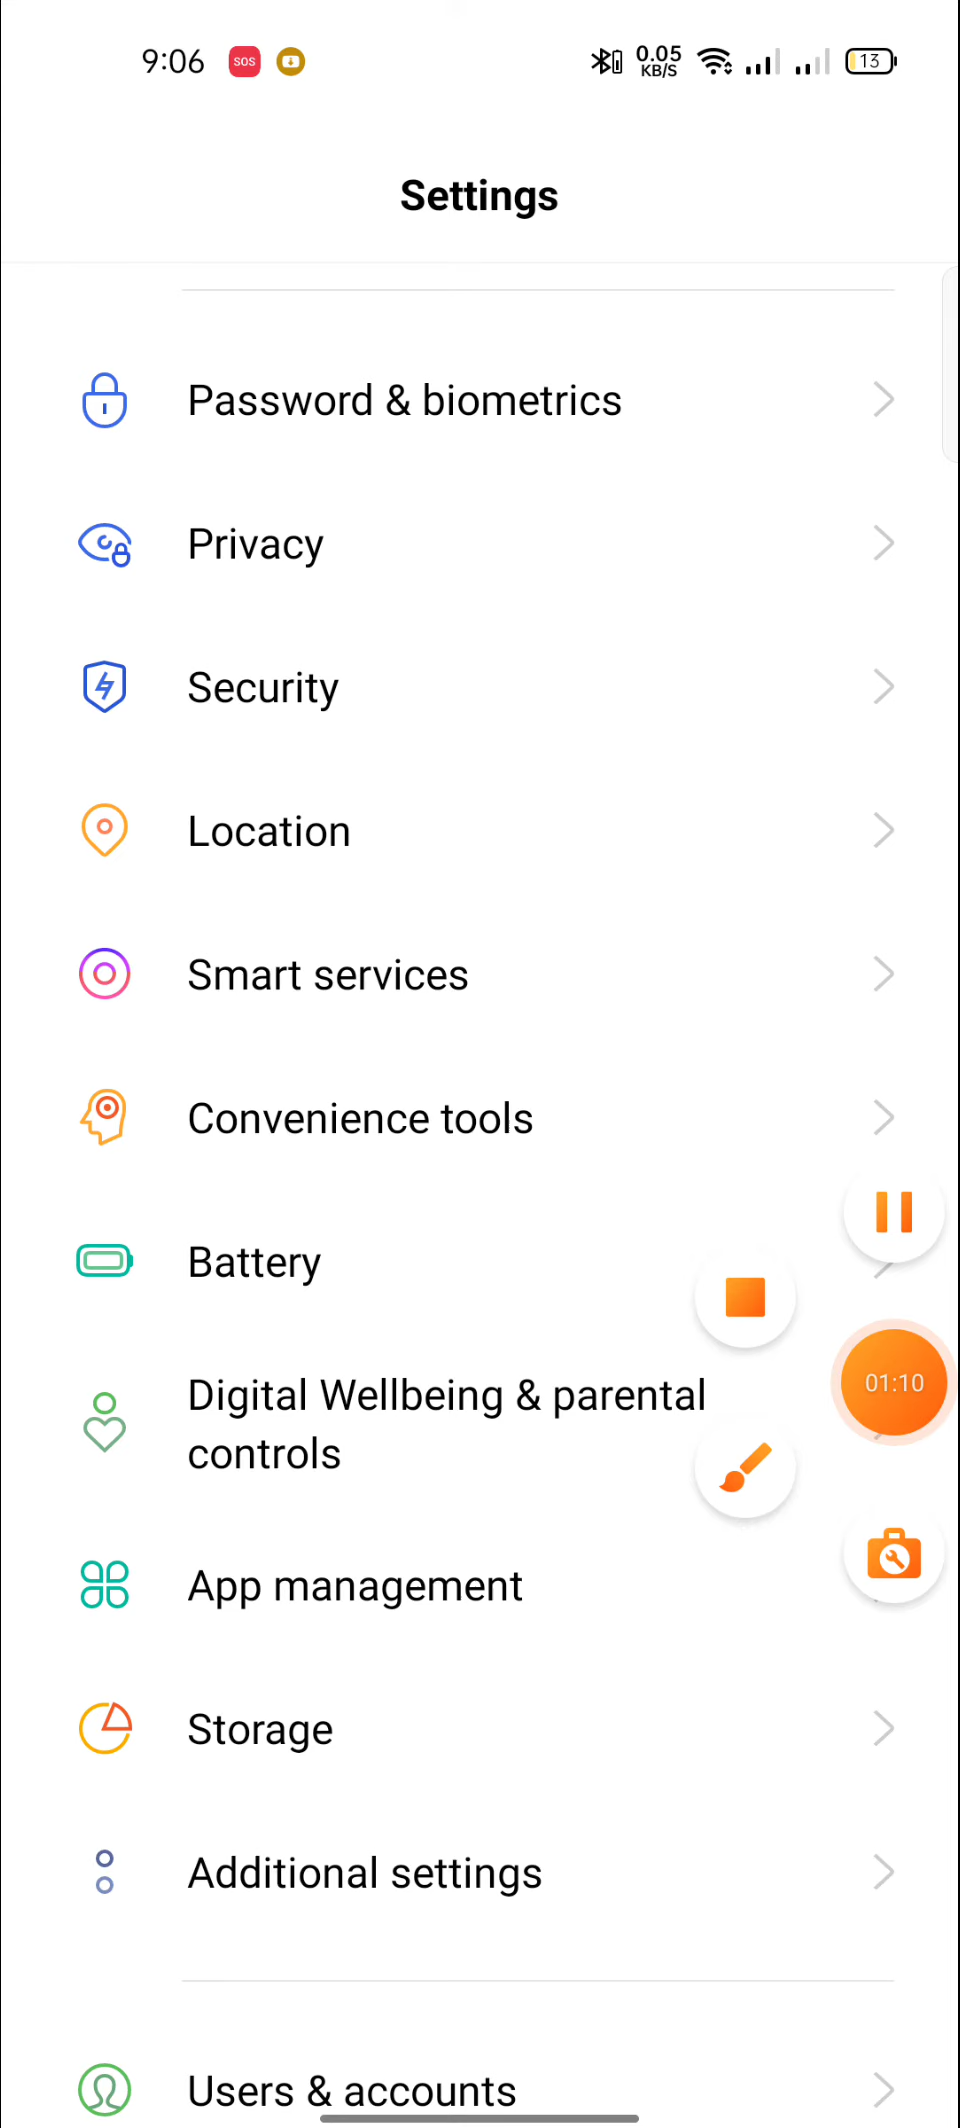 9:06 SOS 0.05 KB/S 13
Settings
Password & biometrics
Privacy
Security
Location
Smart services
Convenience tools
Battery
Digital Wellbeing & parental
controls
01:10
App management
Storage
Additional settings
Users & accounts